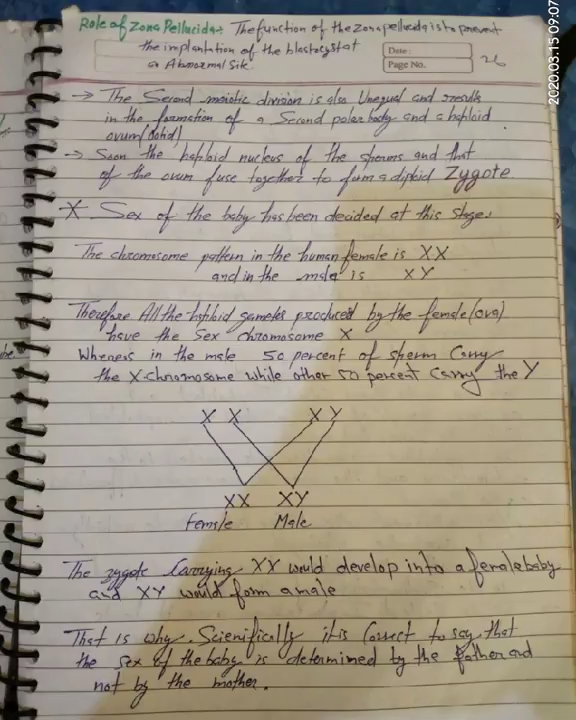 Role of Zona Pellucida:- The function of the zona pellucida is to prevent
the implantation of the blastocyst at
a Abnormal Site.
Date :
Page No. 26
→ The Second meiotic division is also Unequal and results
in the formation of a Second polar body and a haploid
ovum (ootid)
→ Soon the haploid nucleus of the sperms and that
of the ovum fuse together to form a diploid Zygote
X Sex of the baby has been decided at this stage.
The chromosome pattern in the human female is XX
and in the male is XY
Therefore All the haploid gametes produced by the female (ova)
have the Sex chromosome X
Whereas in the male 50 percent of sperm Carry
the X-chromosome while other 50 percent Carry the Y
X X X Y
XX XY
Female Male
The zygote Carrying XX would develop into a female baby
and XY would form a male
That is why. Scienifically it is Correct to say that
the sex of the baby is determined by the father and
not by the mother.
2020.03.15 09:07